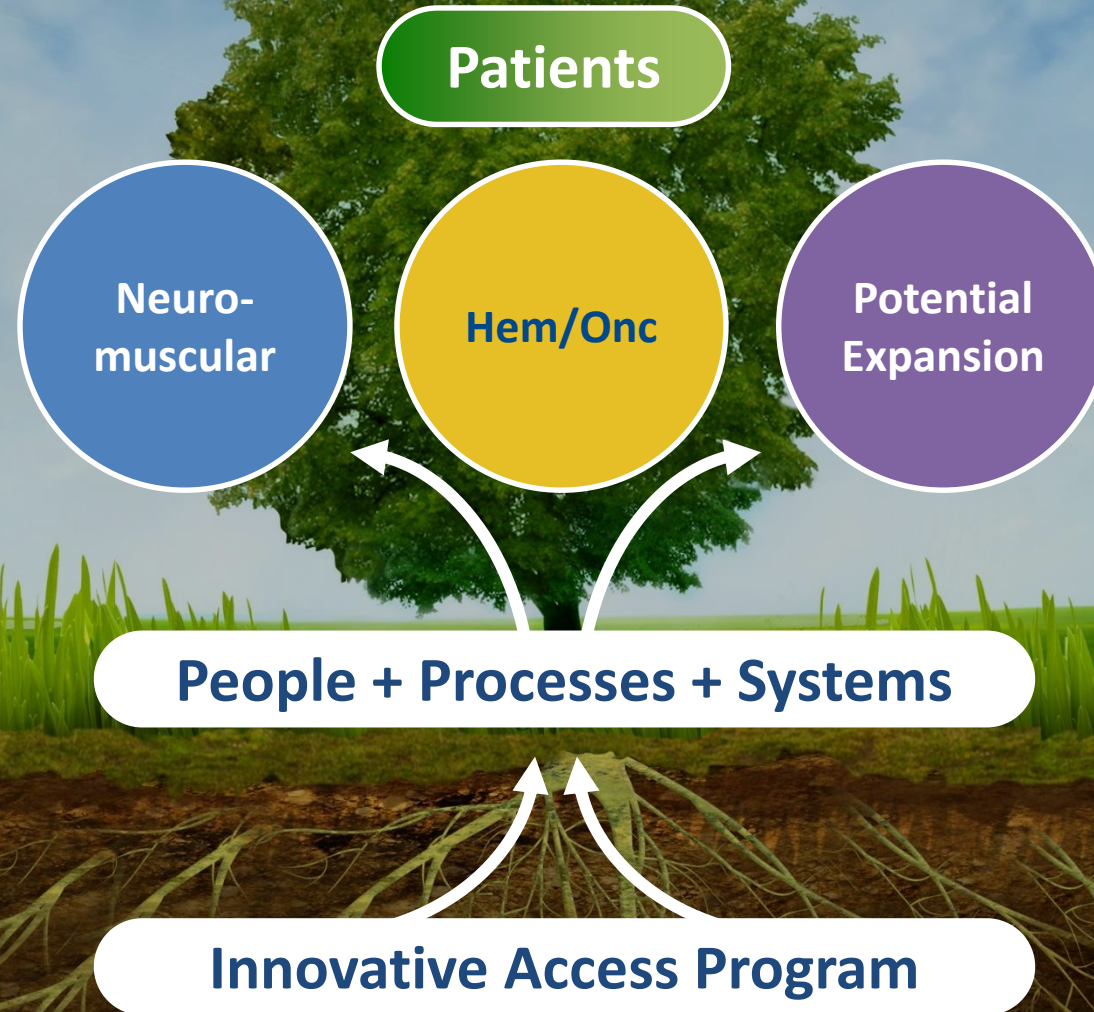 Patients
Neuro-
muscular
Hem/Onc
Potential
Expansion
People + Processes + Systems
Innovative Access Program